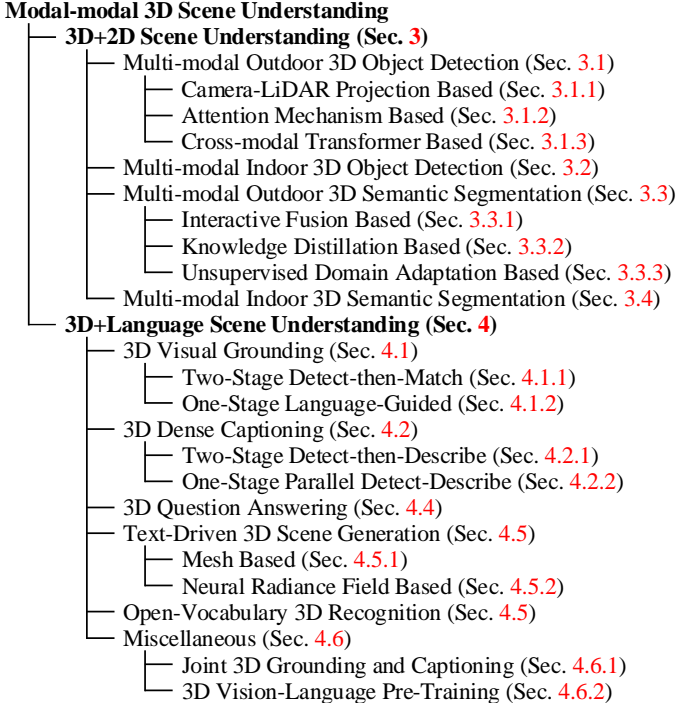 Modal-modal 3D Scene Understanding
3D+2D Scene Understanding (Sec. 3)
Multi-modal Outdoor 3D Object Detection (Sec. 3.1)
Camera-LiDAR Projection Based (Sec. 3.1.1)
Attention Mechanism Based (Sec. 3.1.2)
Cross-modal Transformer Based (Sec. 3.1.3)
Multi-modal Indoor 3D Object Detection (Sec. 3.2)
Multi-modal Outdoor 3D Semantic Segmentation (Sec. 3.3)
Interactive Fusion Based (Sec. 3.3.1)
Knowledge Distillation Based (Sec. 3.3.2)
Unsupervised Domain Adaptation Based (Sec. 3.3.3)
Multi-modal Indoor 3D Semantic Segmentation (Sec. 3.4)
3D+Language Scene Understanding (Sec. 4)
3D Visual Grounding (Sec. 4.1)
Two-Stage Detect-then-Match (Sec. 4.1.1)
One-Stage Language-Guided (Sec. 4.1.2)
3D Dense Captioning (Sec. 4.2)
Two-Stage Detect-then-Describe (Sec. 4.2.1)
One-Stage Parallel Detect-Describe (Sec. 4.2.2)
3D Question Answering (Sec. 4.4)
Text-Driven 3D Scene Generation (Sec. 4.5)
Mesh Based (Sec. 4.5.1)
Neural Radiance Field Based (Sec. 4.5.2)
Open-Vocabulary 3D Recognition (Sec. 4.5)
Miscellaneous (Sec. 4.6)
Joint 3D Grounding and Captioning (Sec. 4.6.1)
3D Vision-Language Pre-Training (Sec. 4.6.2)